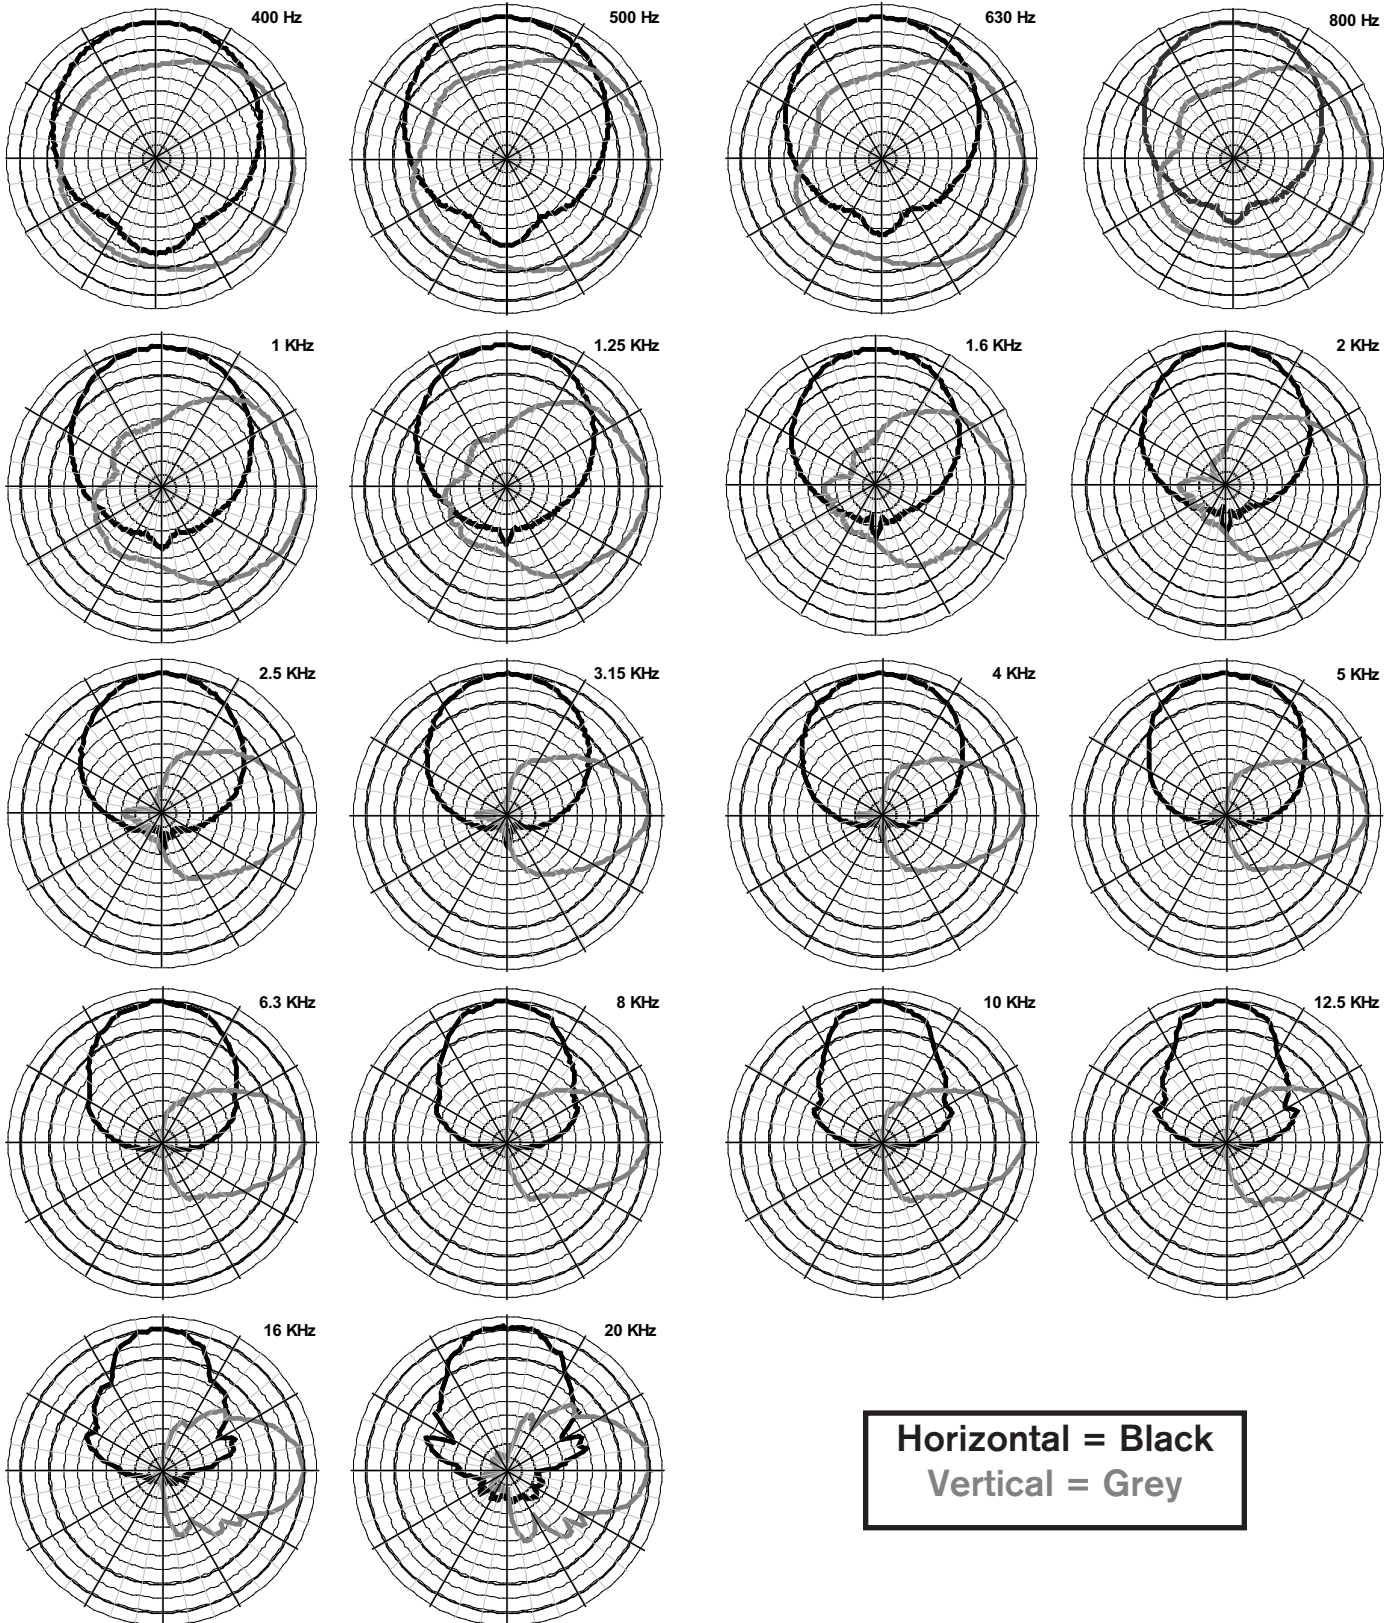 400 Hz
500 Hz
630 Hz
800 Hz
1 KHz
1.25 KHz
1.6 KHz
2 KHz
2.5 KHz
3.15 KHz
4 KHz
5 KHz
6.3 KHz
8 KHz
10 KHz
12.5 KHz
16 KHz
20 KHz
Horizontal = Black
Vertical = Grey